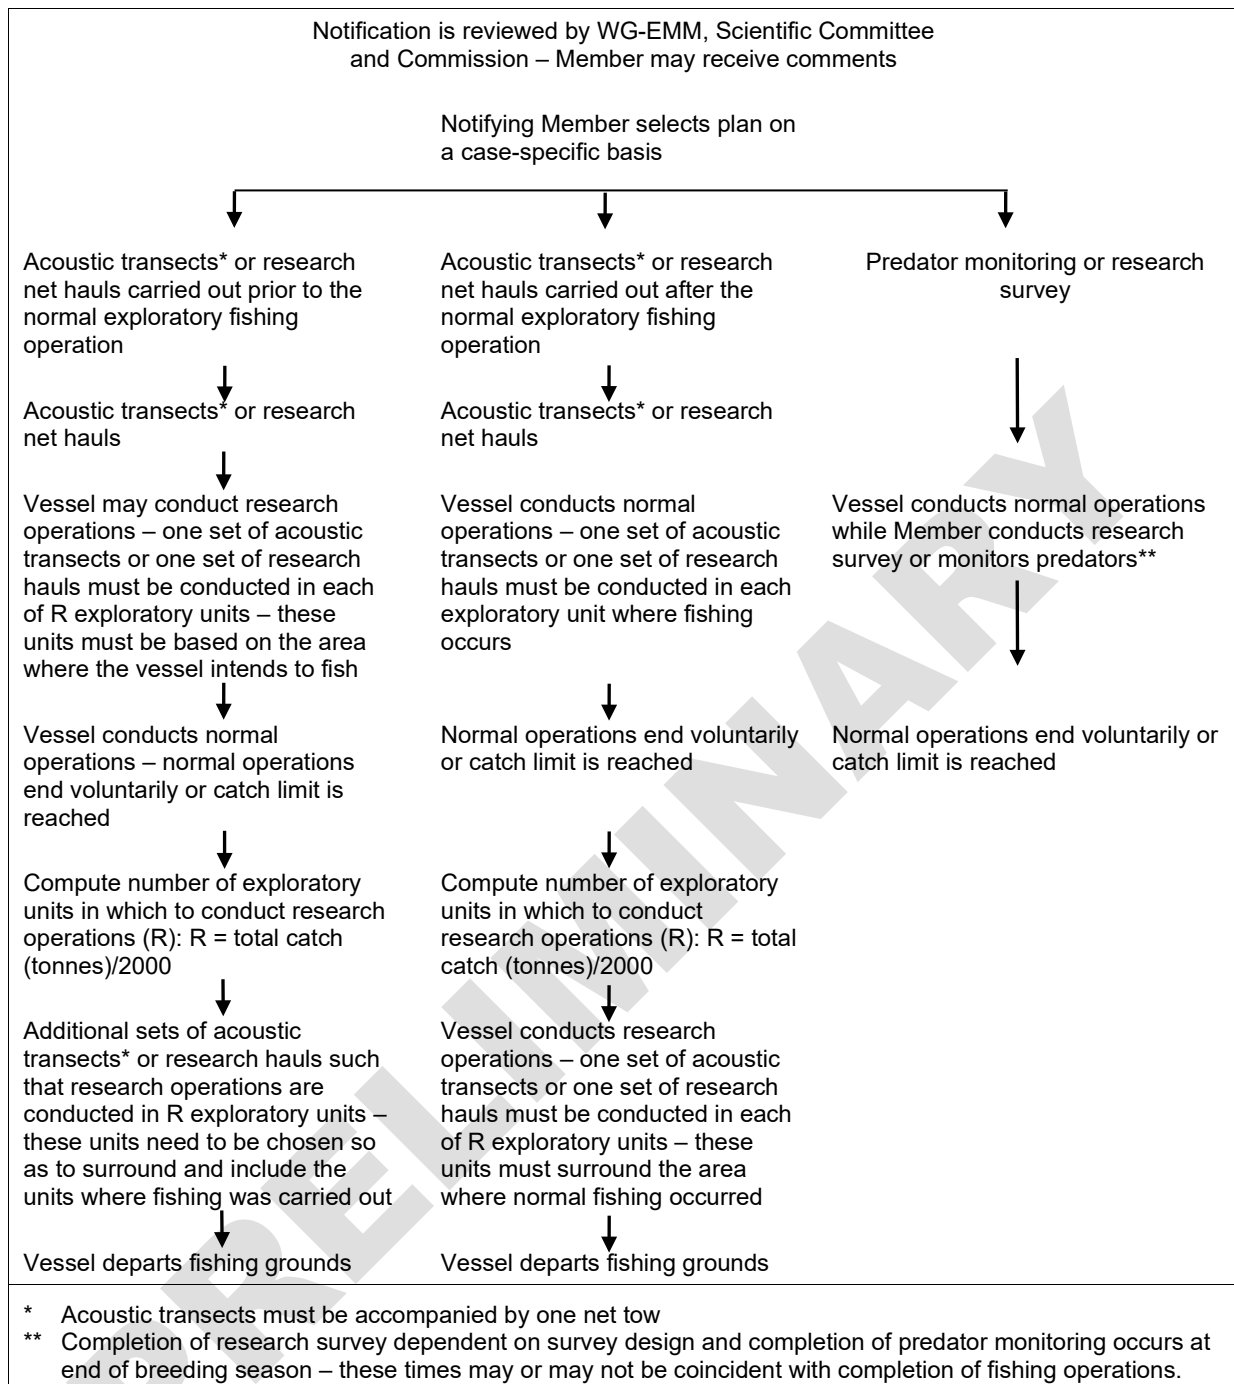 Notification is reviewed by WG-EMM, Scientific Committee
and Commission – Member may receive comments
Notifying Member selects plan on
a case-specific basis
Acoustic transects* or research
net hauls carried out prior to the
normal exploratory fishing
operation
Acoustic transects* or research
net hauls
Vessel may conduct research
operations – one set of acoustic
transects or one set of research
hauls must be conducted in each
of R exploratory units – these
units must be based on the area
where the vessel intends to fish
Vessel conducts normal
operations – normal operations
end voluntarily or catch limit is
reached
Compute number of exploratory
units in which to conduct research
operations (R): R = total catch
(tonnes)/2000
Additional sets of acoustic
transects* or research hauls such
that research operations are
conducted in R exploratory units –
these units need to be chosen so
as to surround and include the
units where fishing was carried out
Vessel departs fishing grounds
Acoustic transects* or research
net hauls carried out after the
normal exploratory fishing
operation
Acoustic transects* or research
net hauls
Vessel conducts normal
operations – one set of acoustic
transects or one set of research
hauls must be conducted in each
exploratory unit where fishing
occurs
Normal operations end voluntarily
or catch limit is reached
Compute number of exploratory
units in which to conduct
research operations (R): R = total
catch (tonnes)/2000
Vessel conducts research
operations – one set of acoustic
transects or one set of research
hauls must be conducted in each
of R exploratory units – these
units must surround the area
where normal fishing occurred
Vessel departs fishing grounds
Predator monitoring or research
survey
Vessel conducts normal operations
while Member conducts research
survey or monitors predators**
Normal operations end voluntarily or
catch limit is reached
* Acoustic transects must be accompanied by one net tow
** Completion of research survey dependent on survey design and completion of predator monitoring occurs at
end of breeding season – these times may or may not be coincident with completion of fishing operations.
PRELIMINARY